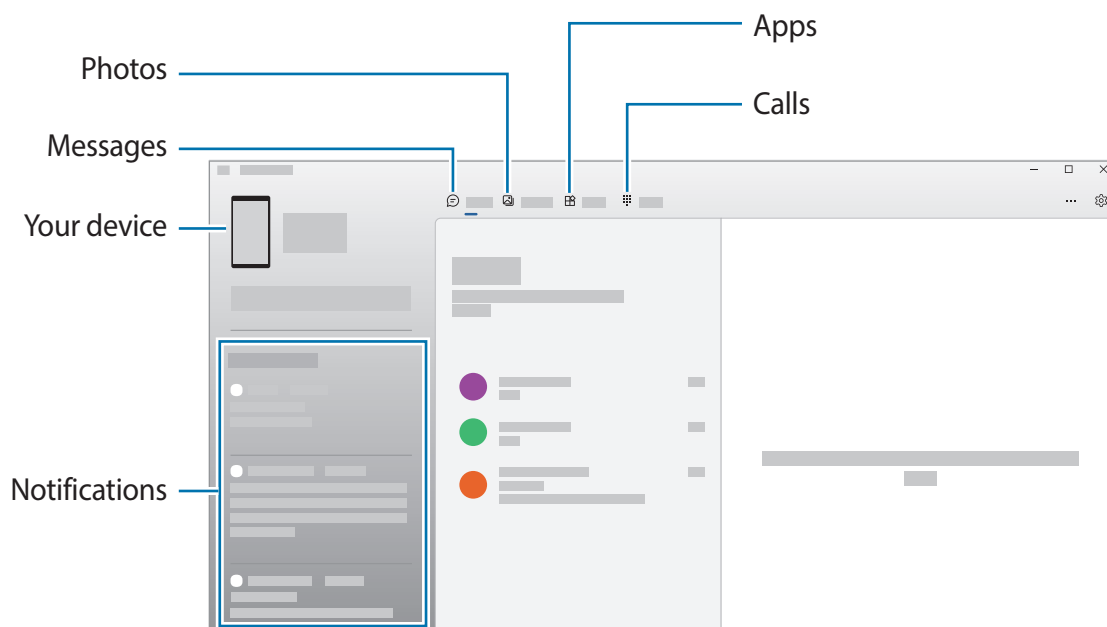 Apps
Photos
Calls
Messages
Your device
Notifications